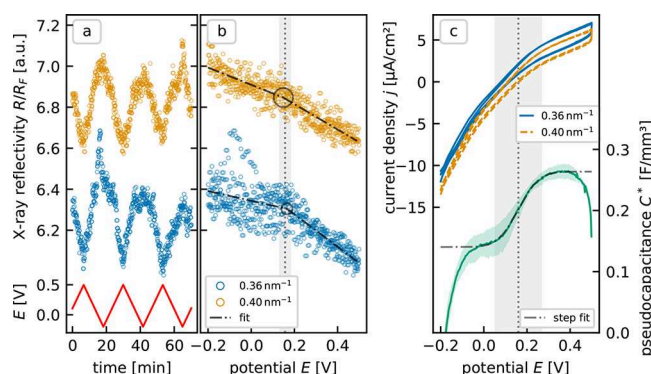 a
b
c
X-ray reflectivity R/R_F [a.u.]
7.0
6.8
6.6
6.4
6.2
E [V]
0.5
0.0
0 20 40 60
time [min]
0.36 nm⁻¹
0.40 nm⁻¹
fit
−0.2 0.0 0.2 0.4
potential E [V]
current density j [μA/cm²]
5
0
−5
−10
−15
0.36 nm⁻¹
0.40 nm⁻¹
step fit
0.3
0.2
0.1
0.0
pseudocapacitance C* [F/mm³]
−0.2 0.0 0.2 0.4
potential E [V]